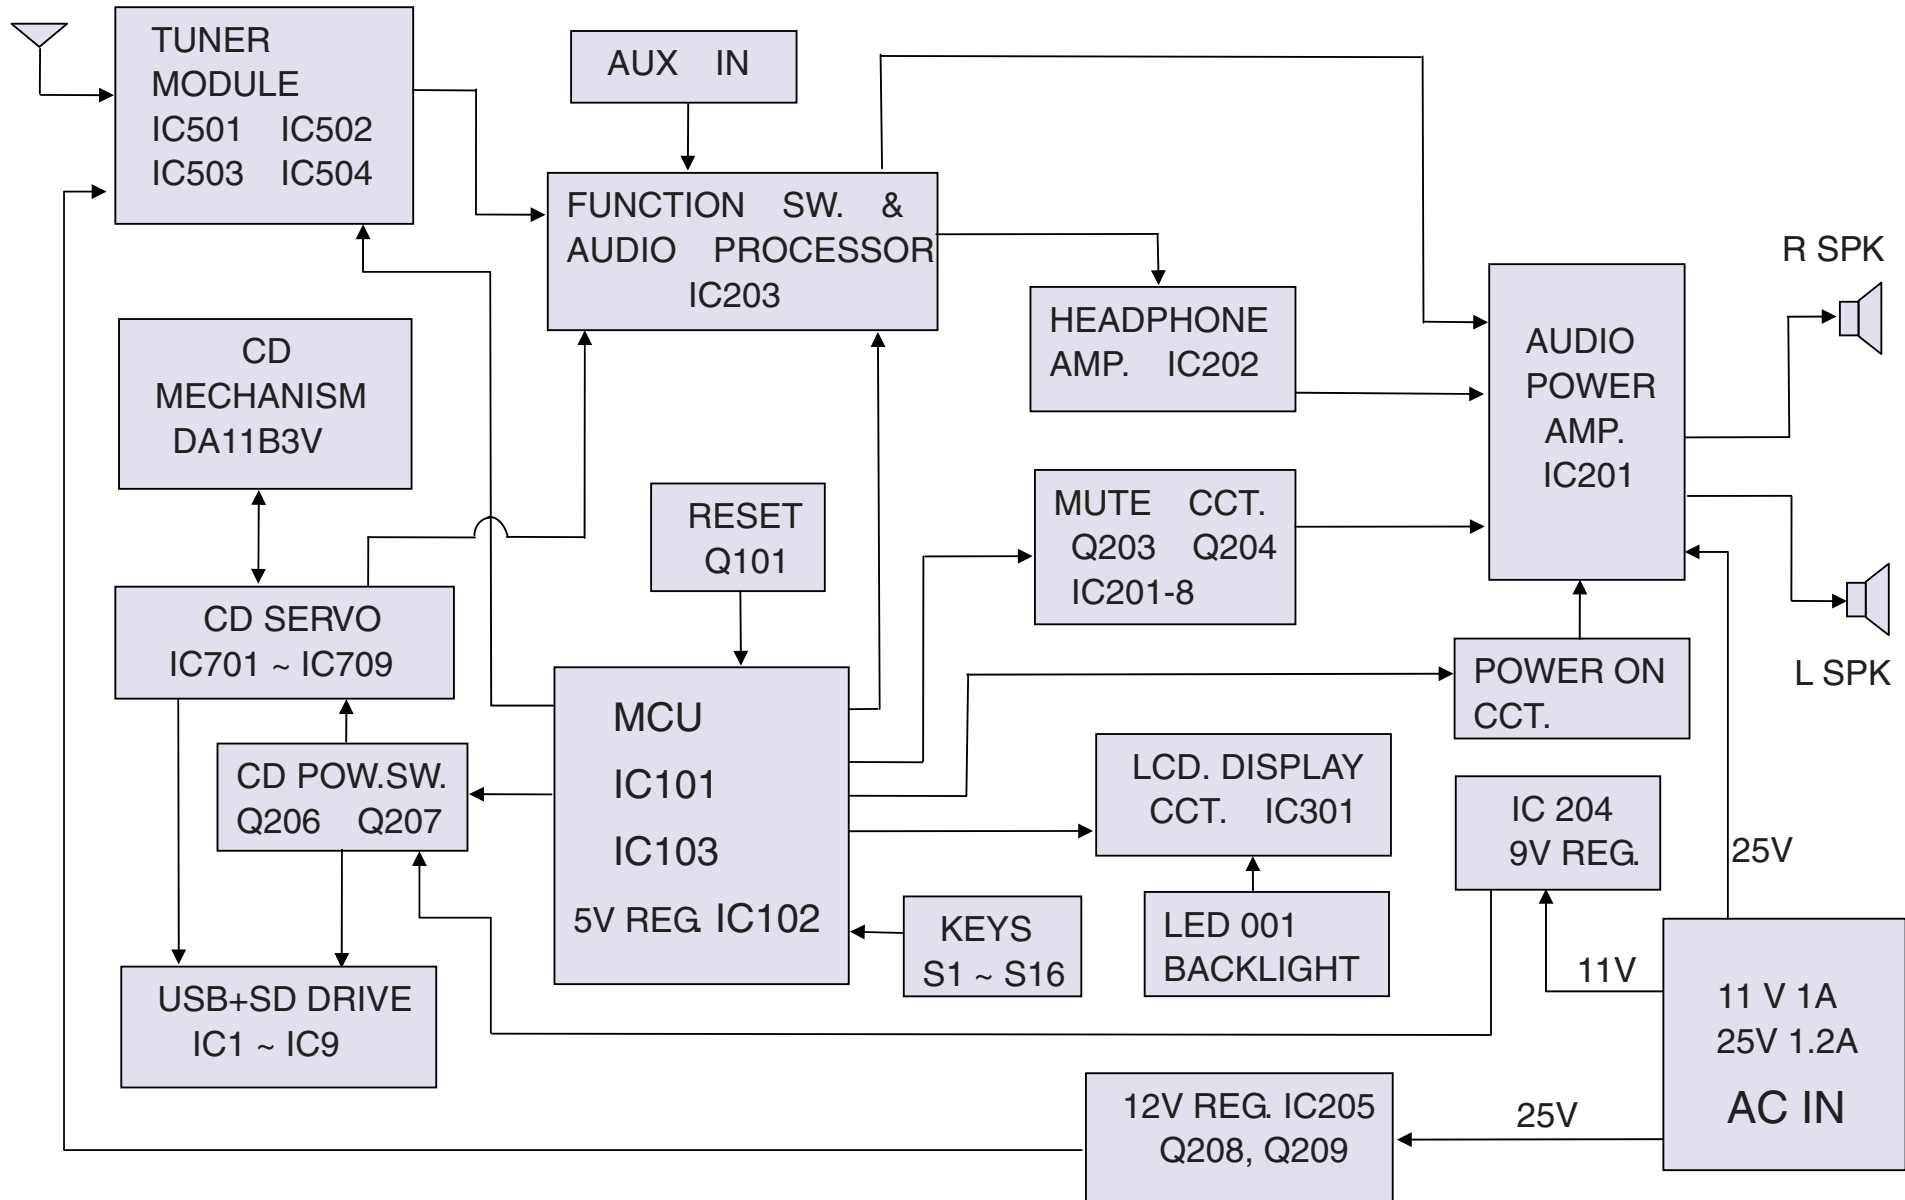 TUNER
MODULE
IC501 IC502
IC503 IC504
AUX IN
FUNCTION SW. &
AUDIO PROCESSOR
IC203
HEADPHONE
AMP. IC202
AUDIO
POWER
AMP.
IC201
R SPK
L SPK
CD
MECHANISM
DA11B3V
RESET
Q101
MUTE CCT.
Q203 Q204
IC201-8
CD SERVO
IC701 ~ IC709
POWER ON
CCT.
MCU
IC101
IC103
5V REG. IC102
CD POW.SW.
Q206 Q207
LCD. DISPLAY
CCT. IC301
IC 204
9V REG.
25V
KEYS
S1 ~ S16
LED 001
BACKLIGHT
11V
USB+SD DRIVE
IC1 ~ IC9
11 V 1A
25V 1.2A
AC IN
12V REG. IC205
Q208, Q209
25V